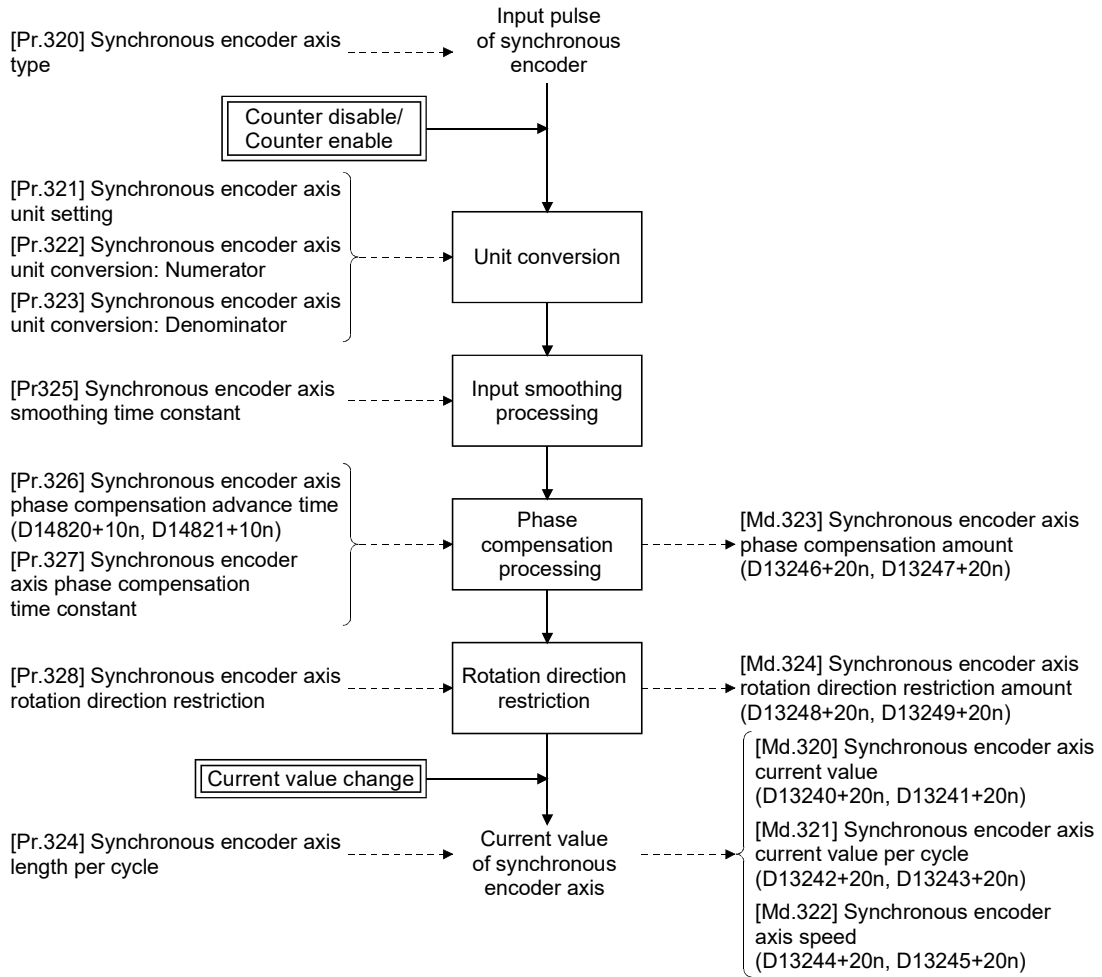 Input pulse
of synchronous
encoder
[Pr.320] Synchronous encoder axis
type
Counter disable/
Counter enable
[Pr.321] Synchronous encoder axis
unit setting
[Pr.322] Synchronous encoder axis
unit conversion: Numerator
[Pr.323] Synchronous encoder axis
unit conversion: Denominator
Unit conversion
[Pr325] Synchronous encoder axis
smoothing time constant
Input smoothing
processing
[Pr.326] Synchronous encoder axis
phase compensation advance time
(D14820+10n, D14821+10n)
[Pr.327] Synchronous encoder
axis phase compensation
time constant
Phase
compensation
processing
[Md.323] Synchronous encoder axis
phase compensation amount
(D13246+20n, D13247+20n)
[Pr.328] Synchronous encoder axis
rotation direction restriction
Rotation direction
restriction
[Md.324] Synchronous encoder axis
rotation direction restriction amount
(D13248+20n, D13249+20n)
Current value change
[Pr.324] Synchronous encoder axis
length per cycle
Current value
of synchronous
encoder axis
[Md.320] Synchronous encoder axis
current value
(D13240+20n, D13241+20n)
[Md.321] Synchronous encoder axis
current value per cycle
(D13242+20n, D13243+20n)
[Md.322] Synchronous encoder
axis speed
(D13244+20n, D13245+20n)